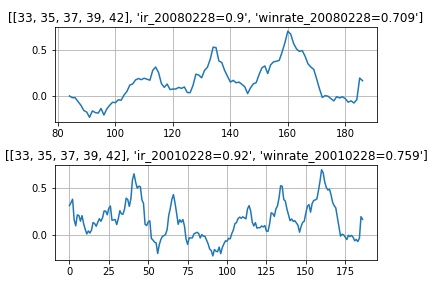 [[33, 35, 37, 39, 42], 'ir_20080228=0.9', 'winrate_20080228=0.709']
0.5
0.0
80 100 120 140 160 180
[[33, 35, 37, 39, 42], 'ir_20010228=0.92', 'winrate_20010228=0.759']
0.5
0.0
0 25 50 75 100 125 150 175